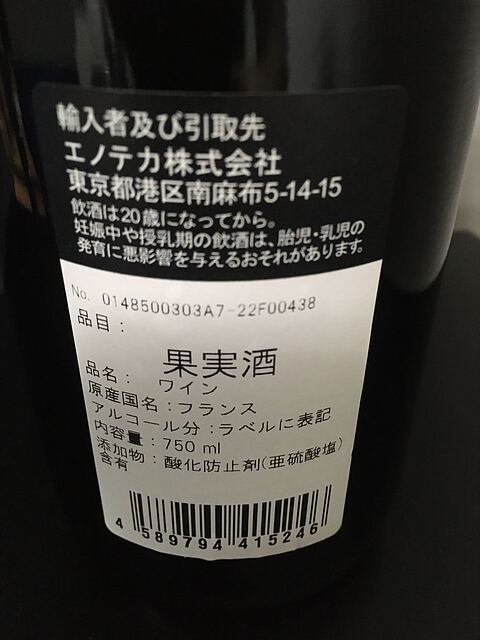 輸入者及び引取先
エノテカ株式会社
東京都港区南麻布5-14-15
飲酒は20歳になってから。
妊娠中や授乳期の飲酒は、胎児・乳児の
発育に悪影響を与えるおそれがあります。
No. 0148500303A7-22F00438
品目：
果実酒
品名： ワイン
原産国名：フランス
アルコール分：ラベルに表記
内容量：750 ml
添加物：酸化防止剤(亜硫酸塩)
含有
4 589794 415246